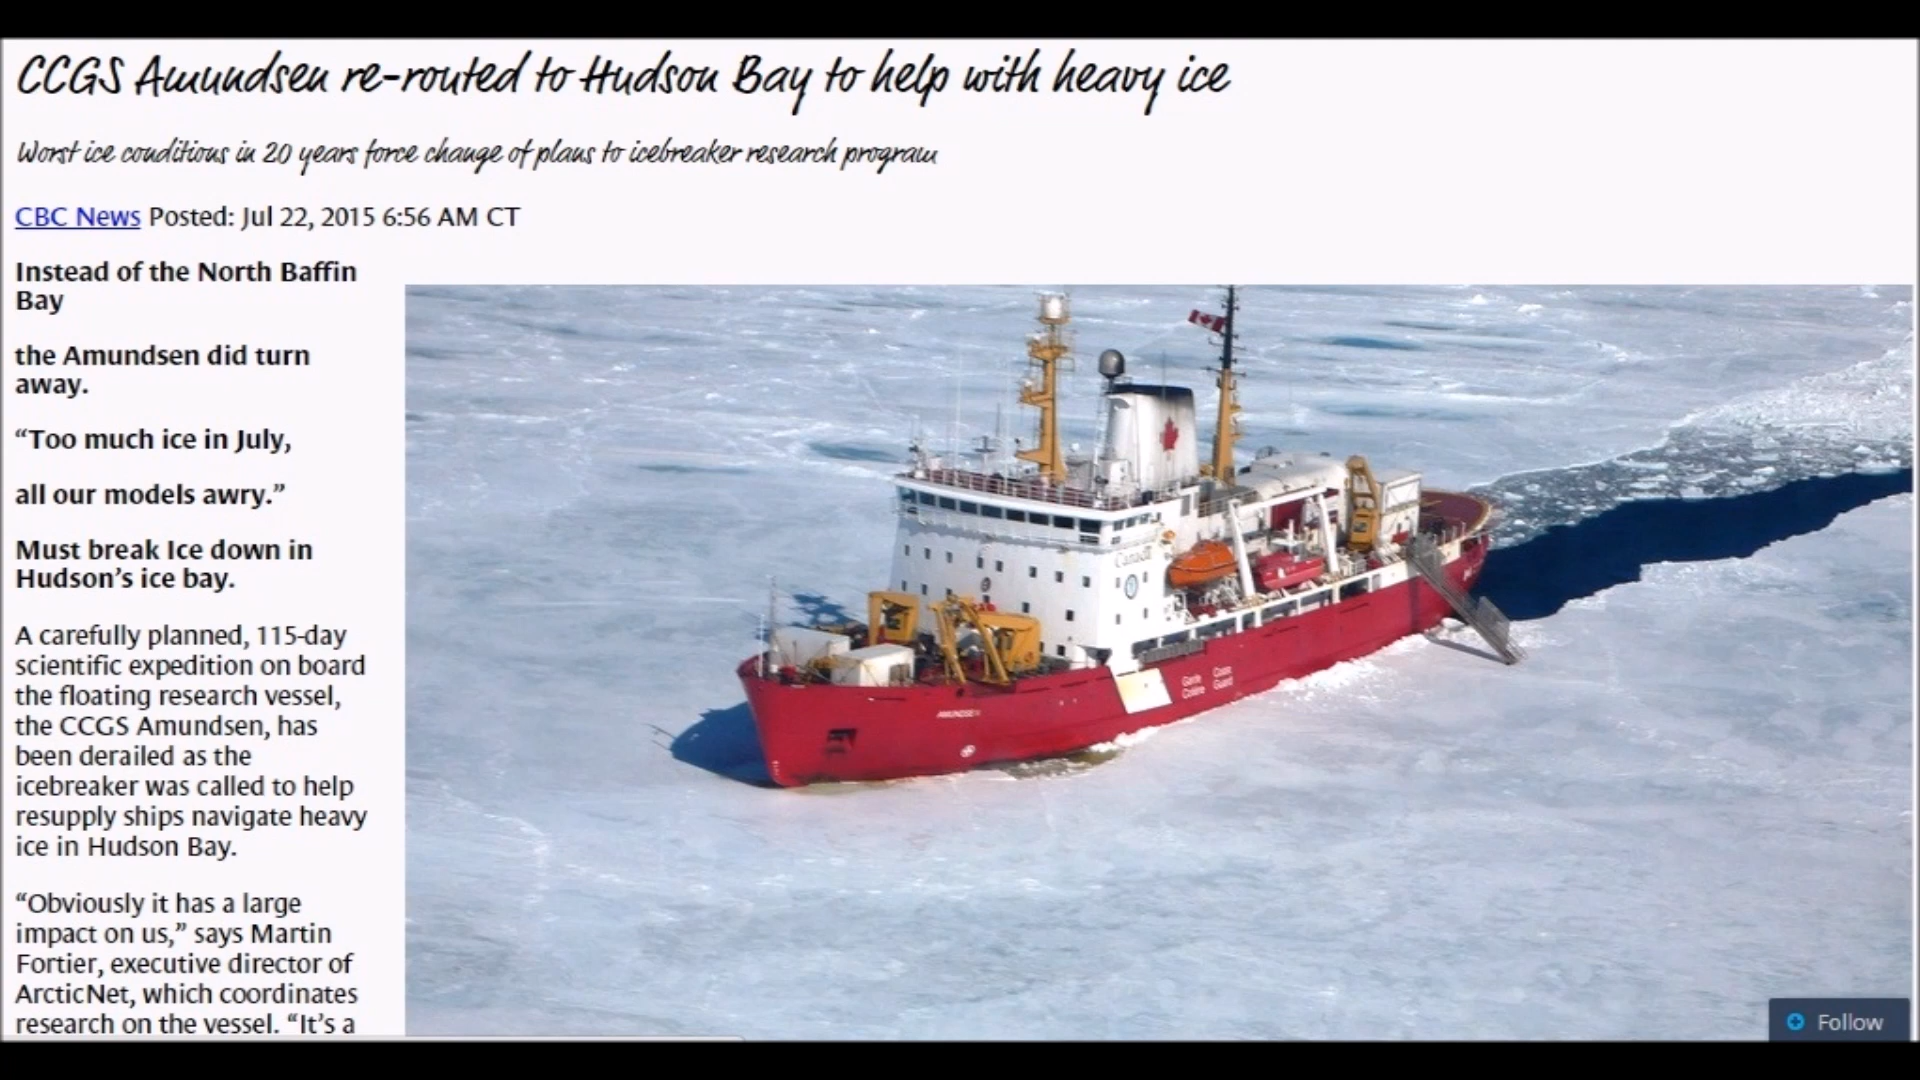 CCGS Amundsen re-routed to Hudson Bay to help with heavy ice
Worst ice conditions in 20 years force change of plans to icebreaker research program
CBC News Posted: Jul 22, 2015 6:56 AM CT
Instead of the North Baffin
Bay
the Amundsen did turn
away.
“Too much ice in July,
all our models awry.”
Must break Ice down in
Hudson’s ice bay.
A carefully planned, 115-day
scientific expedition on board
the floating research vessel,
the CCGS Amundsen, has
been derailed as the
icebreaker was called to help
resupply ships navigate heavy
ice in Hudson Bay.
“Obviously it has a large
impact on us,” says Martin
Fortier, executive director of
ArcticNet, which coordinates
research on the vessel. “It’s a
Canada
Garde Coast
Côtière Guard
AMUNDSEN
Follow